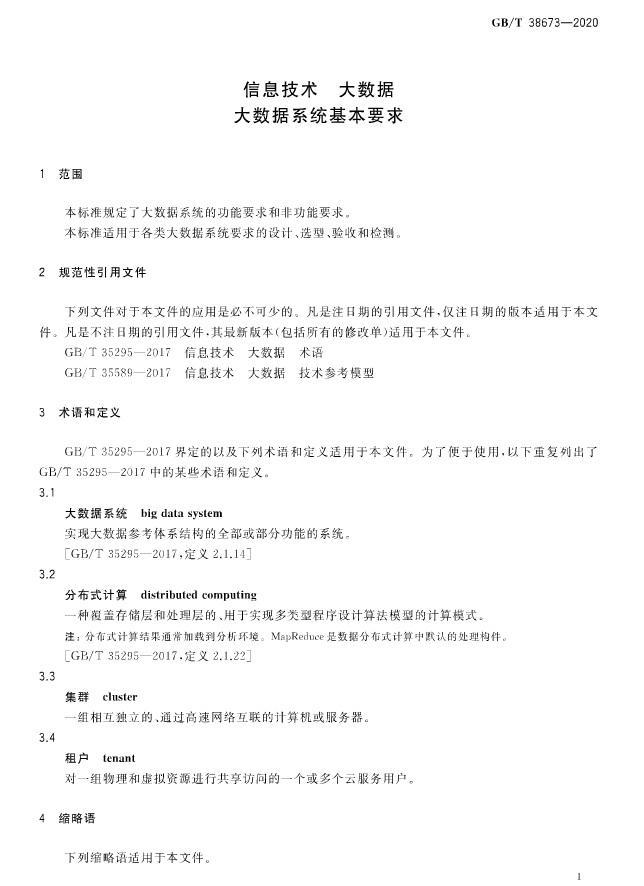 GB/T 38673—2020
信息技术 大数据
大数据系统基本要求
1 范围
本标准规定了大数据系统的功能要求和非功能要求。
本标准适用于各类大数据系统要求的设计、选型、验收和检测。
2 规范性引用文件
下列文件对于本文件的应用是必不可少的。凡是注日期的引用文件,仅注日期的版本适用于本文
件。凡是不注日期的引用文件,其最新版本(包括所有的修改单)适用于本文件。
GB/T 35295—2017 信息技术 大数据 术语
GB/T 35589—2017 信息技术 大数据 技术参考模型
3 术语和定义
GB/T 35295—2017 界定的以及下列术语和定义适用于本文件。为了便于使用,以下重复列出了
GB/T 35295—2017 中的某些术语和定义。
3.1
大数据系统 big data system
实现大数据参考体系结构的全部或部分功能的系统。
[GB/T 35295—2017,定义 2.1.14]
3.2
分布式计算 distributed computing
一种覆盖存储层和处理层的、用于实现多类型程序设计算法模型的计算模式。
注:分布式计算结果通常加载到分析环境。MapReduce 是数据分布式计算中默认的处理构件。
[GB/T 35295—2017,定义 2.1.22]
3.3
集群 cluster
一组相互独立的、通过高速网络互联的计算机或服务器。
3.4
租户 tenant
对一组物理和虚拟资源进行共享访问的一个或多个云服务用户。
4 缩略语
下列缩略语适用于本文件。
1